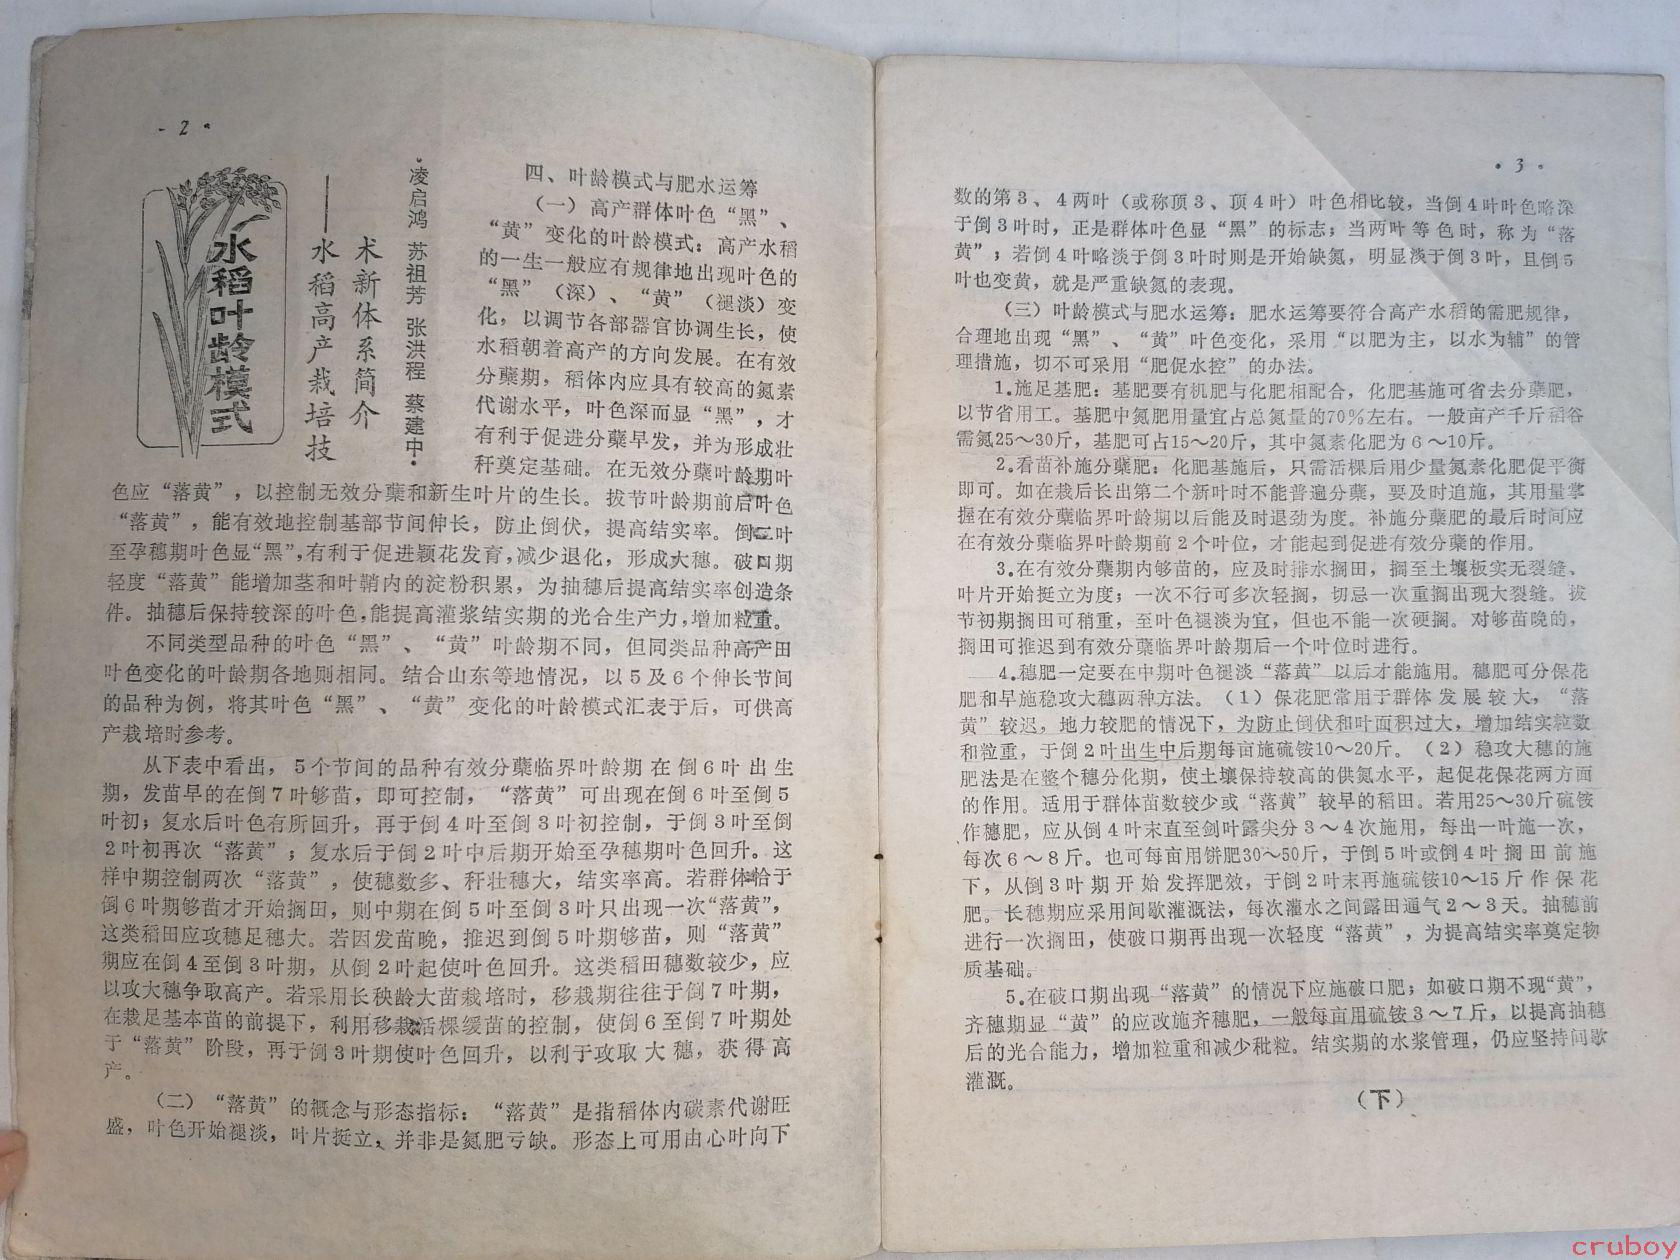 - 2 •
水稻叶龄模式
——水稻高产栽培技
术新体系简介
•凌启鸿 苏祖芳 张洪程 蔡建中•
四、叶龄模式与肥水运筹
（一）高产群体叶色“黑”、
“黄”变化的叶龄模式：高产水稻
的一生一般应有规律地出现叶色的
“黑”（深）、“黄”（褪淡）变
化，以调节各部器官协调生长，使
水稻朝着高产的方向发展。在有效
分蘖期，稻体内应具有较高的氮素
代谢水平，叶色深而显“黑”，才
有利于促进分蘖早发，并为形成壮
秆奠定基础。在无效分蘖叶龄期叶
色应“落黄”，以控制无效分蘖和新生叶片的生长。拔节叶龄期前后叶色
“落黄”，能有效地控制基部节间伸长，防止倒伏，提高结实率。倒二叶
至孕穗期叶色显“黑”，有利于促进颖花发育，减少退化，形成大穗。破口期
轻度“落黄”能增加茎和叶鞘内的淀粉积累，为抽穗后提高结实率创造条
件。抽穗后保持较深的叶色，能提高灌浆结实期的光合生产力，增加粒重。
不同类型品种的叶色“黑”、“黄”叶龄期不同，但同类品种高产田
叶色变化的叶龄期各地则相同。结合山东等地情况，以5及6个伸长节间
的品种为例，将其叶色“黑”、“黄”变化的叶龄模式汇表于后，可供高
产栽培时参考。
从下表中看出，5个节间的品种有效分蘖临界叶龄期在倒6叶出生
期，发苗早的在倒7叶够苗，即可控制，“落黄”可出现在倒6叶至倒5
叶初；复水后叶色有所回升，再于倒4叶至倒3叶初控制，于倒3叶至倒
2叶初再次“落黄”；复水后于倒2叶中后期开始至孕穗期叶色回升。这
样中期控制两次“落黄”，使穗数多、秆壮穗大，结实率高。若群体恰于
倒6叶期够苗才开始搁田，则中期在倒5叶至倒3叶只出现一次“落黄”，
这类稻田应攻穗足穗大。若因发苗晚，推迟到倒5叶期够苗，则“落黄”
期应在倒4至倒3叶期，从倒2叶起使叶色回升。这类稻田穗数较少，应
以攻大穗争取高产。若采用长秧龄大苗栽培时，移栽期往往于倒7叶期，
在栽足基本苗的前提下，利用移栽活棵缓苗的控制，使倒6至倒7叶期处
于“落黄”阶段，再于倒3叶期使叶色回升，以利于攻取大穗，获得高
产。
（二）“落黄”的概念与形态指标：“落黄”是指稻体内碳素代谢旺
盛，叶色开始褪淡，叶片挺立，并非是氮肥亏缺。形态上可用由心叶向下
• 3 •
数的第3、4两叶（或称顶3、顶4叶）叶色相比较，当倒4叶叶色略深
于倒3叶时，正是群体叶色显“黑”的标志；当两叶等色时，称为“落
黄”；若倒4叶略淡于倒3叶时则是开始缺氮，明显淡于倒3叶，且倒5
叶也变黄，就是严重缺氮的表现。
（三）叶龄模式与肥水运筹：肥水运筹要符合高产水稻的需肥规律，
合理地出现“黑”、“黄”叶色变化，采用“以肥为主，以水为辅”的管
理措施，切不可采用“肥促水控”的办法。
1.施足基肥：基肥要有机肥与化肥相配合，化肥基施可省去分蘖肥，
以节省用工。基肥中氮肥用量宜占总氮量的70%左右。一般亩产千斤稻谷
需氮25～30斤，基肥可占15～20斤，其中氮素化肥为6～10斤。
2.看苗补施分蘖肥：化肥基施后，只需活棵后用少量氮素化肥促平衡
即可。如在栽后长出第二个新叶时不能普遍分蘖，要及时追施，其用量掌
握在有效分蘖临界叶龄期以后能及时退劲为度。补施分蘖肥的最后时间应
在有效分蘖临界叶龄期前2个叶位，才能起到促进有效分蘖的作用。
3.在有效分蘖期内够苗的，应及时排水搁田，搁至土壤板实无裂缝、
叶片开始挺立为度；一次不行可多次轻搁，切忌一次重搁出现大裂缝。拔
节初期搁田可稍重，至叶色褪淡为宜，但也不能一次硬搁。对够苗晚的，
搁田可推迟到有效分蘖临界叶龄期后一个叶位时进行。
4.穗肥一定要在中期叶色褪淡“落黄”以后才能施用。穗肥可分保花
肥和早施稳攻大穗两种方法。（1）保花肥常用于群体发展较大，“落
黄”较迟，地力较肥的情况下，为防止倒伏和叶面积过大，增加结实粒数
和粒重，于倒2叶出生中后期每亩施硫铵10～20斤。（2）稳攻大穗的施
肥法是在整个穗分化期，使土壤保持较高的供氮水平，起促花保花两方面
的作用。适用于群体苗数较少或“落黄”较早的稻田。若用25～30斤硫铵
作穗肥，应从倒4叶末直至剑叶露尖分3～4次施用，每出一叶施一次，
每次6～8斤。也可每亩用饼肥30～50斤，于倒5叶或倒4叶搁田前施
下，从倒3叶期开始发挥肥效，于倒2叶末再施硫铵10～15斤作保花
肥。长穗期应采用间歇灌溉法，每次灌水之间露田通气2～3天。抽穗前
进行一次搁田，使破口期再出现一次轻度“落黄”，为提高结实率奠定物
质基础。
5.在破口期出现“落黄”的情况下应施破口肥；如破口期不现“黄”，
齐穗期显“黄”的应改施齐穗肥，一般每亩用硫铵3～7斤，以提高抽穗
后的光合能力，增加粒重和减少秕粒。结实期的水浆管理，仍应坚持间歇
灌溉。
（下）
cruboy